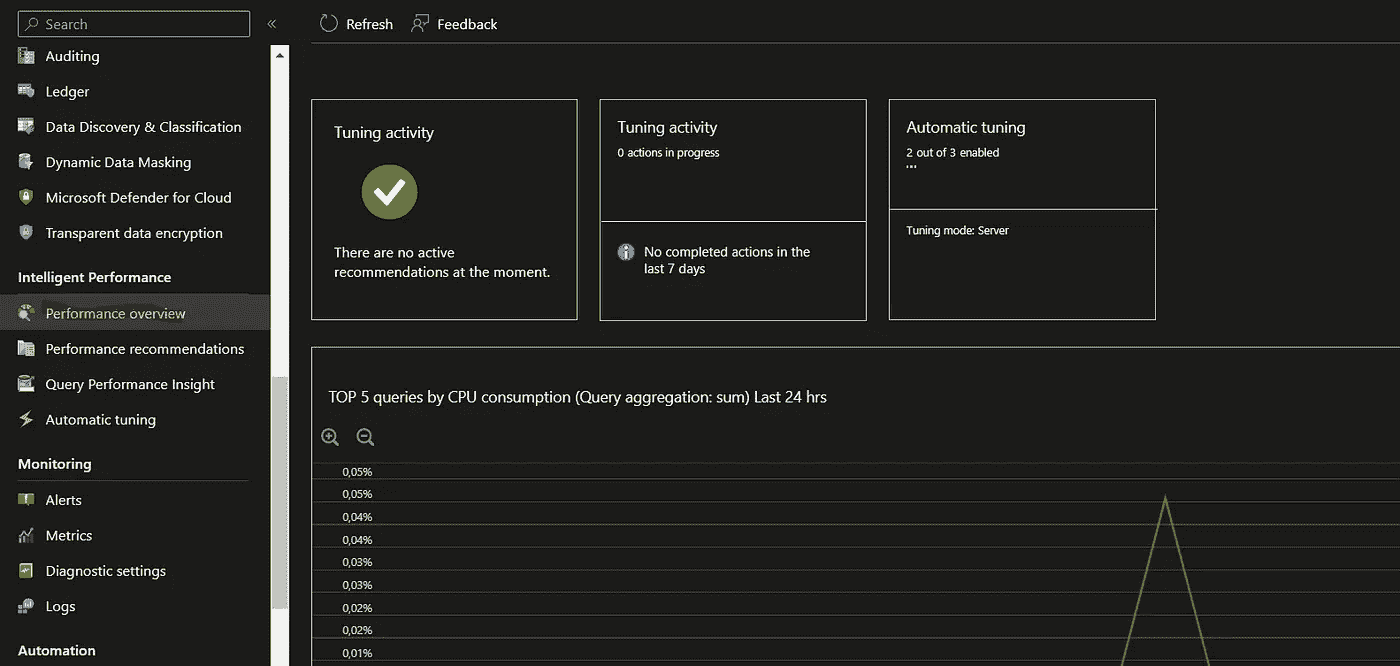 Search
«
Refresh
Feedback
Auditing
Ledger
Data Discovery & Classification
Dynamic Data Masking
Microsoft Defender for Cloud
Transparent data encryption
Intelligent Performance
Performance overview
Performance recommendations
Query Performance Insight
Automatic tuning
Monitoring
Alerts
Metrics
Diagnostic settings
Logs
Automation
Tuning activity
There are no active
recommendations at the moment.
Tuning activity
0 actions in progress
No completed actions in the
last 7 days
Automatic tuning
2 out of 3 enabled
...
Tuning mode: Server
TOP 5 queries by CPU consumption (Query aggregation: sum) Last 24 hrs
0,05%
0,05%
0,04%
0,04%
0,03%
0,03%
0,02%
0,02%
0,01%